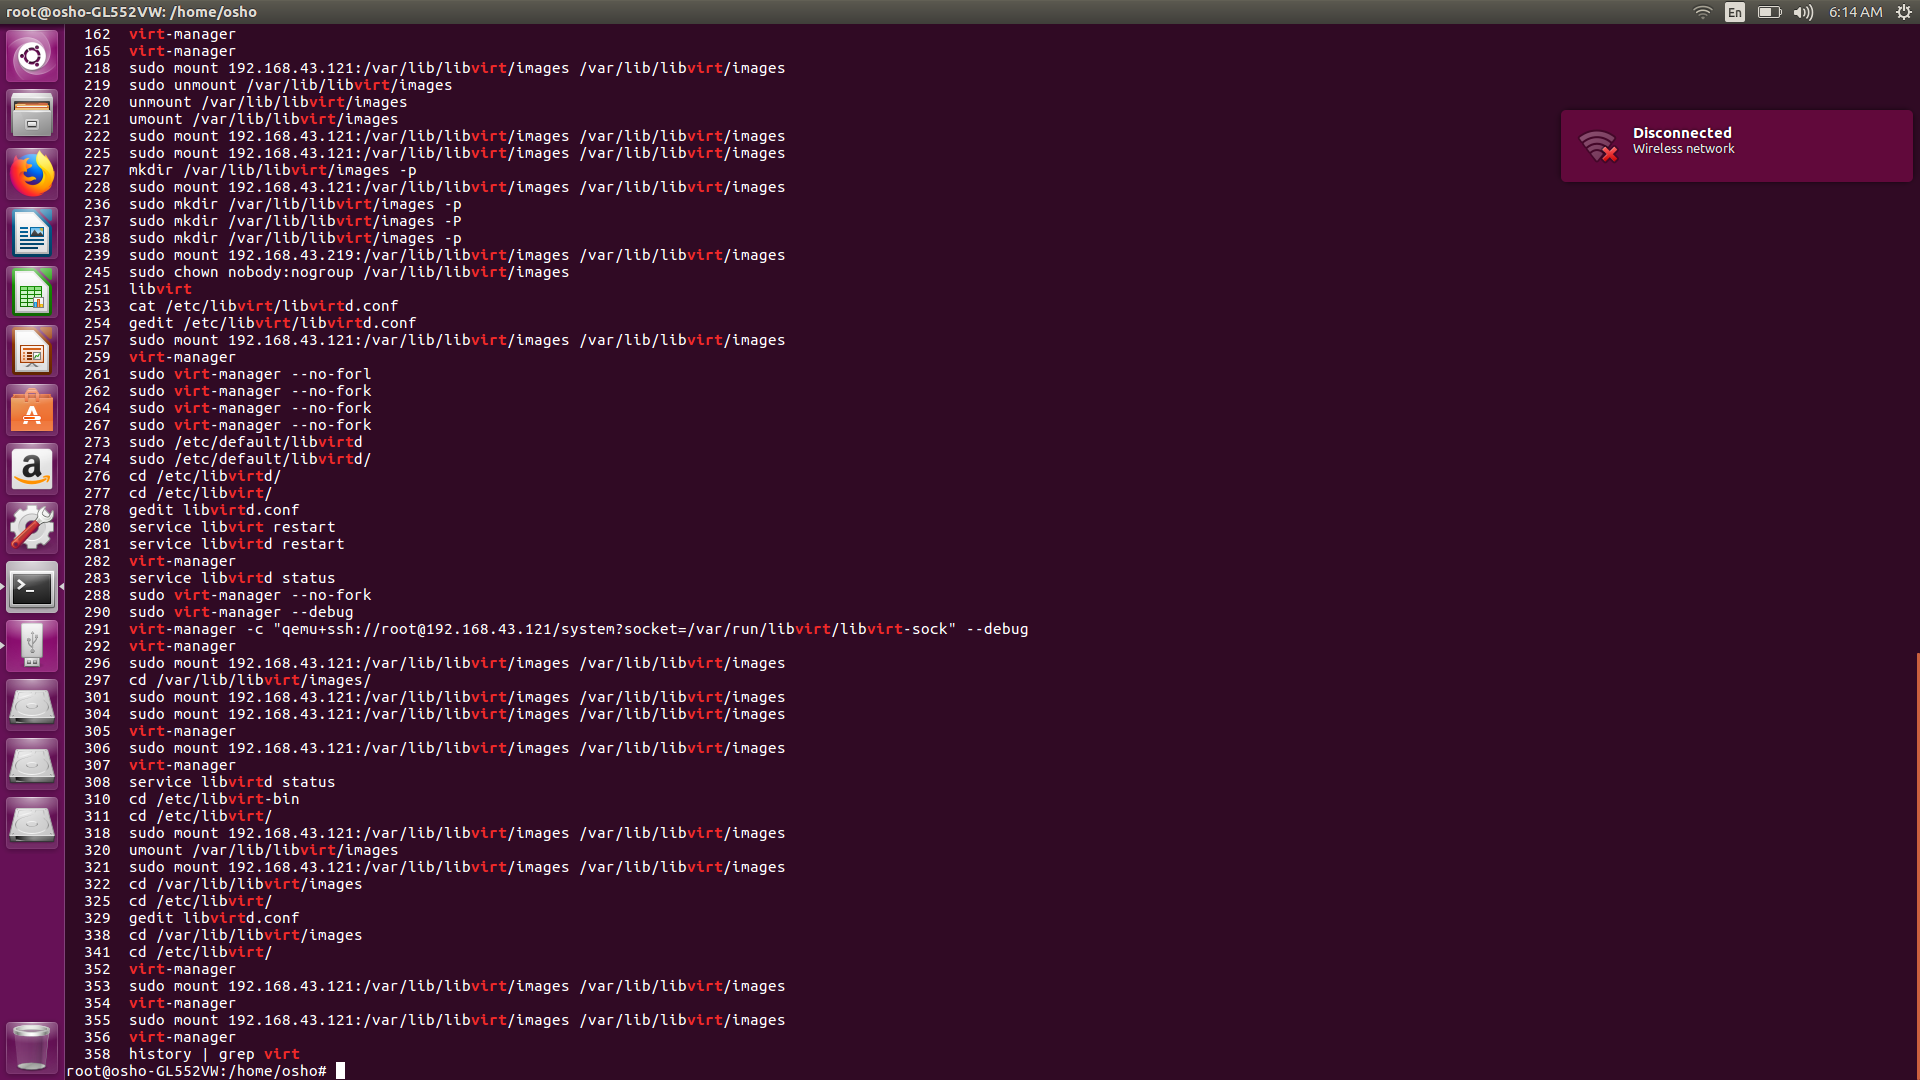 root@osho-GL552VW: /home/osho
En
6:14 AM
Disconnected
Wireless network
162 virt-manager
165 virt-manager
218 sudo mount 192.168.43.121:/var/lib/libvirt/images /var/lib/libvirt/images
219 sudo unmount /var/lib/libvirt/images
220 unmount /var/lib/libvirt/images
221 umount /var/lib/libvirt/images
222 sudo mount 192.168.43.121:/var/lib/libvirt/images /var/lib/libvirt/images
225 sudo mount 192.168.43.121:/var/lib/libvirt/images /var/lib/libvirt/images
227 mkdir /var/lib/libvirt/images -p
228 sudo mount 192.168.43.121:/var/lib/libvirt/images /var/lib/libvirt/images
236 sudo mkdir /var/lib/libvirt/images -p
237 sudo mkdir /var/lib/libvirt/images -P
238 sudo mkdir /var/lib/libvirt/images -p
239 sudo mount 192.168.43.219:/var/lib/libvirt/images /var/lib/libvirt/images
245 sudo chown nobody:nogroup /var/lib/libvirt/images
251 libvirt
253 cat /etc/libvirt/libvirtd.conf
254 gedit /etc/libvirt/libvirtd.conf
257 sudo mount 192.168.43.121:/var/lib/libvirt/images /var/lib/libvirt/images
259 virt-manager
261 sudo virt-manager --no-forl
262 sudo virt-manager --no-fork
264 sudo virt-manager --no-fork
267 sudo virt-manager --no-fork
273 sudo /etc/default/libvirtd
274 sudo /etc/default/libvirtd/
276 cd /etc/libvirtd/
277 cd /etc/libvirt/
278 gedit libvirtd.conf
280 service libvirt restart
281 service libvirtd restart
282 virt-manager
283 service libvirtd status
288 sudo virt-manager --no-fork
290 sudo virt-manager --debug
291 virt-manager -c "qemu+ssh://root@192.168.43.121/system?socket=/var/run/libvirt/libvirt-sock" --debug
292 virt-manager
296 sudo mount 192.168.43.121:/var/lib/libvirt/images /var/lib/libvirt/images
297 cd /var/lib/libvirt/images/
301 sudo mount 192.168.43.121:/var/lib/libvirt/images /var/lib/libvirt/images
304 sudo mount 192.168.43.121:/var/lib/libvirt/images /var/lib/libvirt/images
305 virt-manager
306 sudo mount 192.168.43.121:/var/lib/libvirt/images /var/lib/libvirt/images
307 virt-manager
308 service libvirtd status
310 cd /etc/libvirt-bin
311 cd /etc/libvirt/
318 sudo mount 192.168.43.121:/var/lib/libvirt/images /var/lib/libvirt/images
320 umount /var/lib/libvirt/images
321 sudo mount 192.168.43.121:/var/lib/libvirt/images /var/lib/libvirt/images
322 cd /var/lib/libvirt/images
325 cd /etc/libvirt/
329 gedit libvirtd.conf
338 cd /var/lib/libvirt/images
341 cd /etc/libvirt/
352 virt-manager
353 sudo mount 192.168.43.121:/var/lib/libvirt/images /var/lib/libvirt/images
354 virt-manager
355 sudo mount 192.168.43.121:/var/lib/libvirt/images /var/lib/libvirt/images
356 virt-manager
358 history | grep virt
root@osho-GL552VW:/home/osho#